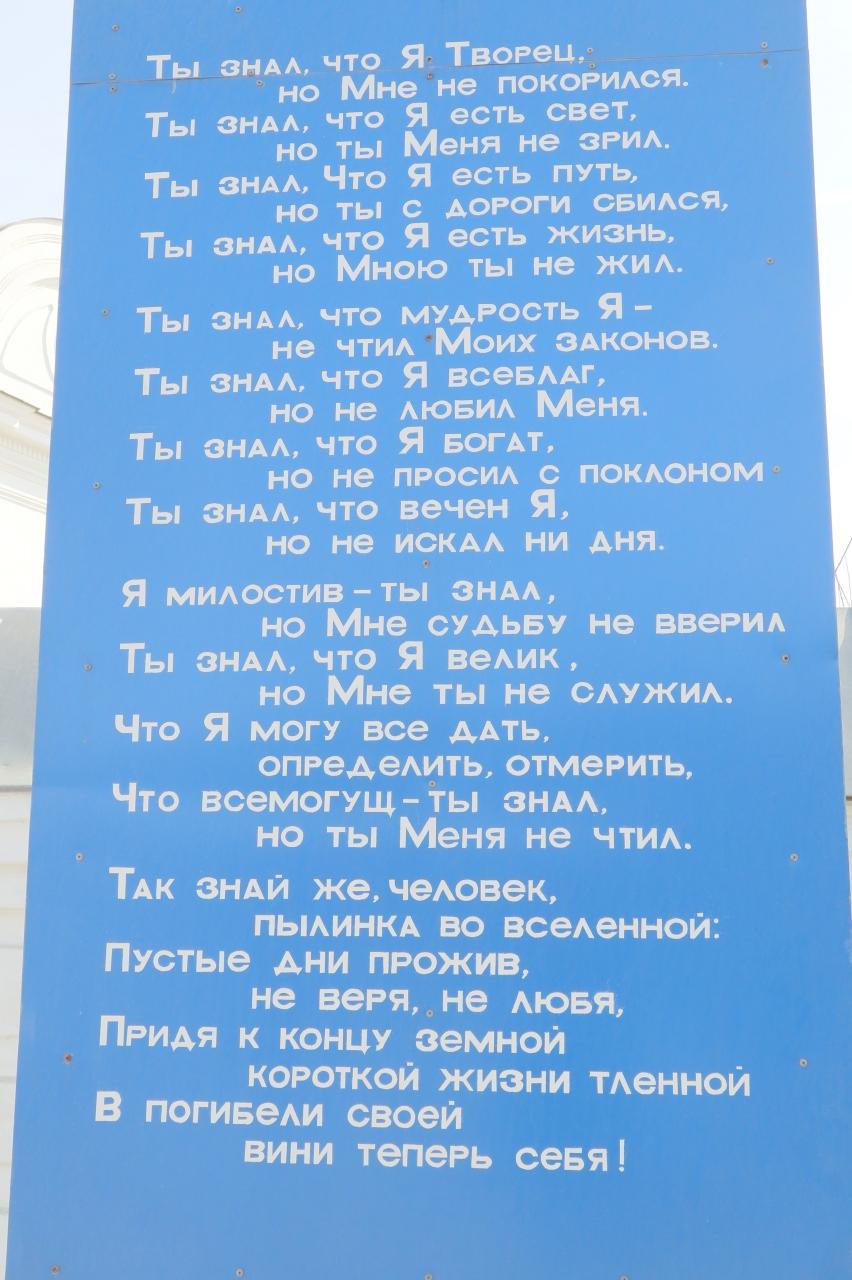 Ты знал, что Я Творец,
но Мне не покорился.
Ты знал, что Я есть свет,
но ты Меня не зрил.
Ты знал, Что Я есть путь,
но ты с дороги сбился,
Ты знал, что Я есть жизнь,
но Мною ты не жил.
Ты знал, что мудрость Я –
не чтил Моих законов.
Ты знал, что Я всеблаг,
но не любил Меня.
Ты знал, что Я богат,
но не просил с поклоном
Ты знал, что вечен Я,
но не искал ни дня.
Я милостив – ты знал,
но Мне судьбу не вверил
Ты знал, что Я велик,
но Мне ты не служил.
Что Я могу все дать,
определить, отмерить,
Что всемогущ – ты знал,
но ты Меня не чтил.
Так знай же, человек,
пылинка во вселенной:
Пустые дни прожив,
не веря, не любя,
Придя к концу земной
короткой жизни тленной
В погибели своей
вини теперь себя!